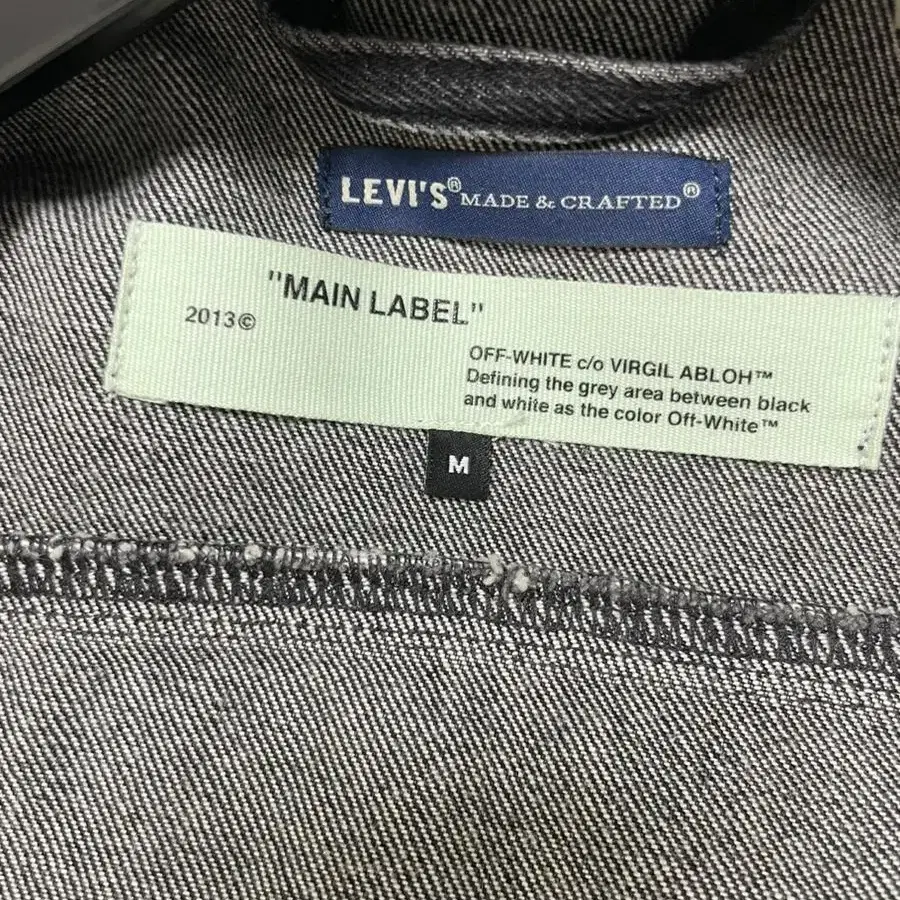 LEVI'S® MADE & CRAFTED®
"MAIN LABEL"
2013©
OFF-WHITE c/o VIRGIL ABLOH™
Defining the grey area between black
and white as the color Off-White™
M